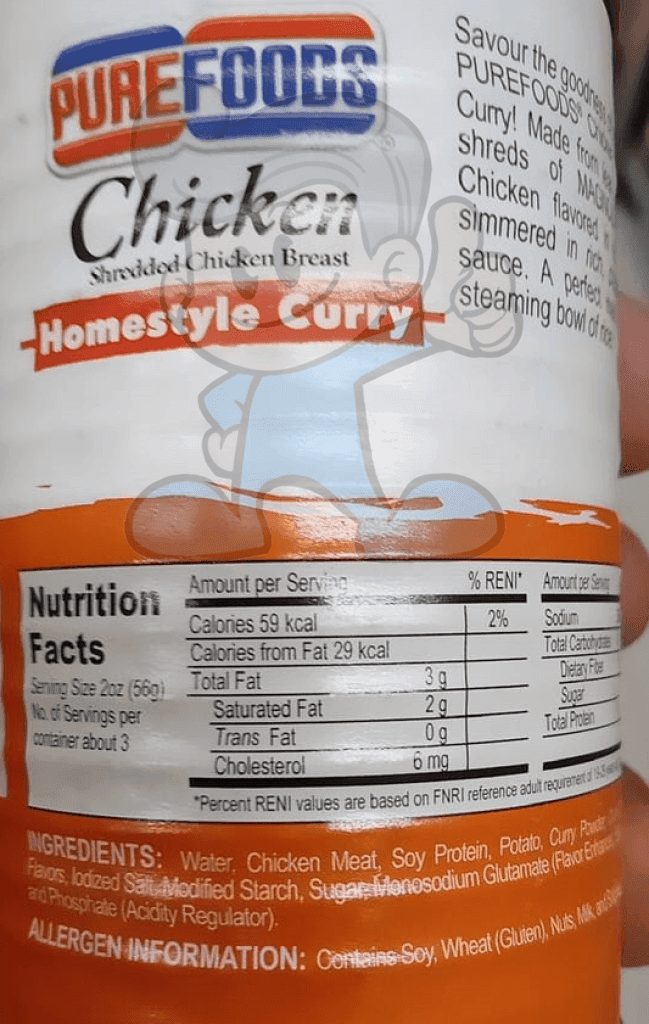 PUREFOODS
Chicken
Shredded Chicken Breast
Homestyle Curry
Savour the goodness
PUREFOODS®
Curry! Made from
shreds of
Chicken flavored
simmered in rich
sauce. A perfect
steaming bowl of rice
Nutrition
Facts
Serving Size 2oz (56g)
No. of Servings per
container about 3
Amount per Serving % RENI*
Calories 59 kcal 2%
Calories from Fat 29 kcal
Total Fat 3 g
Saturated Fat 2 g
Trans Fat 0 g
Cholesterol 6 mg
Amount per Serving
Sodium
Total Carbohydrates
Dietary Fiber
Sugar
Total Protein
*Percent RENI values are based on FNRI reference adult requirement of 19-29
INGREDIENTS: Water, Chicken Meat, Soy Protein, Potato, Curry Powder,
Flavors, Iodized Salt, Modified Starch, Sugar, Monosodium Glutamate (Flavor Enhancer),
and Phosphate (Acidity Regulator).
ALLERGEN INFORMATION: Contains Soy, Wheat (Gluten), Nuts, Milk, and